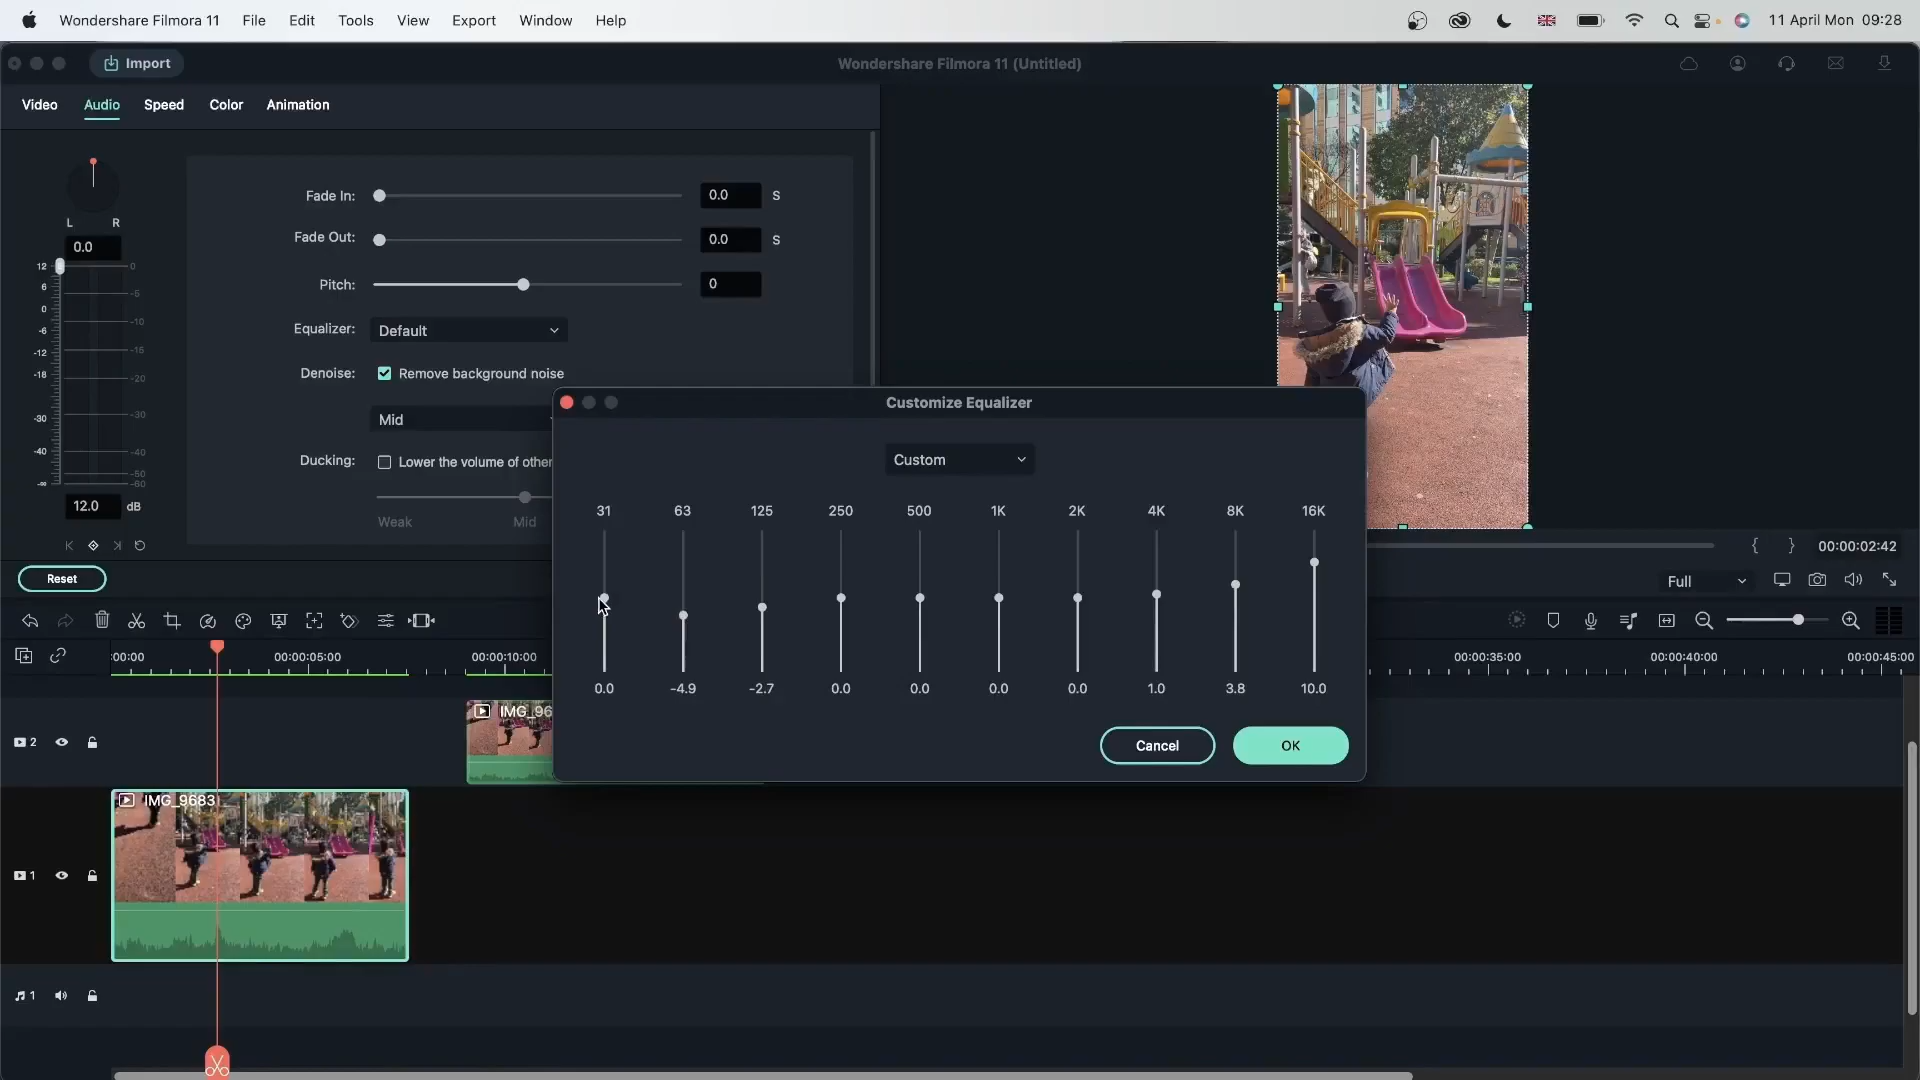 Wondershare Filmora 11 File Edit Tools View Export Window Help 11 April Mon 09:28
Import Wondershare Filmora 11 (Untitled)
Video Audio Speed Color Animation
L R
0.0
12 0
6 -5
0 -10
-6 -15
-12 -20
-18
-30 -30
-40 -40
-50
-∞ -60
12.0 dB
Reset
Fade In: 0.0 S
Fade Out: 0.0 S
Pitch: 0
Equalizer: Default
Denoise: Remove background noise
Mid
Ducking: Lower the volume of other
Weak Mid
Customize Equalizer
Custom
31 63 125 250 500 1K 2K 4K 8K 16K
0.0 -4.9 -2.7 0.0 0.0 0.0 0.0 1.0 3.8 10.0
Cancel OK
{ } 00:00:02:42
Full
:00:00 00:00:05:00 00:00:10:00 00:00:35:00 00:00:40:00 00:00:45:00
2 IMG_96
1 IMG_9683
1